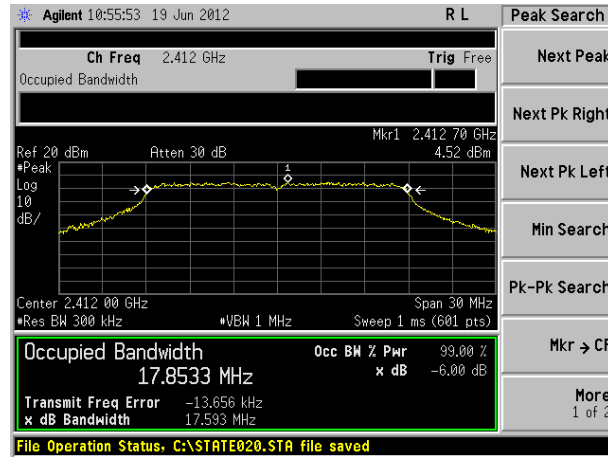 Agilent 10:55:53 19 Jun 2012 R L Peak Search
Ch Freq 2.412 GHz Trig Free
Occupied Bandwidth
Next Peak
Next Pk Right
Next Pk Left
Min Search
Pk-Pk Search
Mkr → CF
More
1 of 2
Mkr1 2.412 70 GHz
Ref 20 dBm Atten 30 dB 4.52 dBm
#Peak
Log
10
dB/
1
Center 2.412 00 GHz Span 30 MHz
#Res BW 300 kHz #VBW 1 MHz Sweep 1 ms (601 pts)
Occupied Bandwidth Occ BW % Pwr 99.00 %
17.8533 MHz x dB -6.00 dB
Transmit Freq Error -13.656 kHz
x dB Bandwidth 17.593 MHz
File Operation Status, C:\STATE020.STA file saved